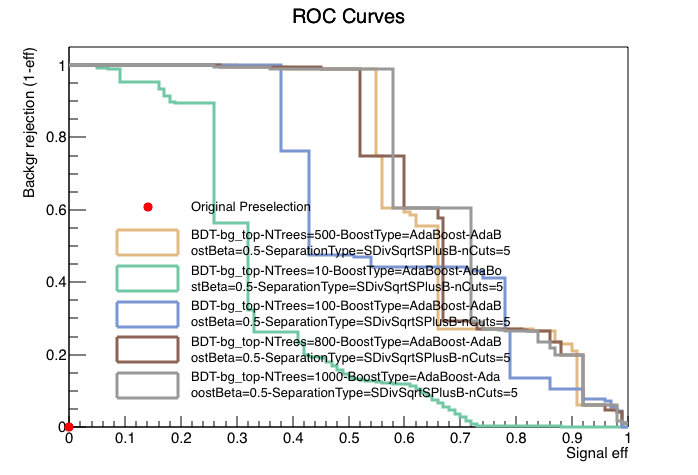 ROC Curves
Backgr rejection (1-eff)
1
0.8
0.6
0.4
0.2
0
Original Preselection
BDT-bg_top-NTrees=500-BoostType=AdaBoost-AdaB
ostBeta=0.5-SeparationType=SDivSqrtSPlusB-nCuts=5
BDT-bg_top-NTrees=10-BoostType=AdaBoost-AdaBo
stBeta=0.5-SeparationType=SDivSqrtSPlusB-nCuts=5
BDT-bg_top-NTrees=100-BoostType=AdaBoost-AdaB
ostBeta=0.5-SeparationType=SDivSqrtSPlusB-nCuts=5
BDT-bg_top-NTrees=800-BoostType=AdaBoost-AdaB
ostBeta=0.5-SeparationType=SDivSqrtSPlusB-nCuts=5
BDT-bg_top-NTrees=1000-BoostType=AdaBoost-Ada
oostBeta=0.5-SeparationType=SDivSqrtSPlusB-nCuts=5
0 0.1 0.2 0.3 0.4 0.5 0.6 0.7 0.8 0.9 1
Signal eff